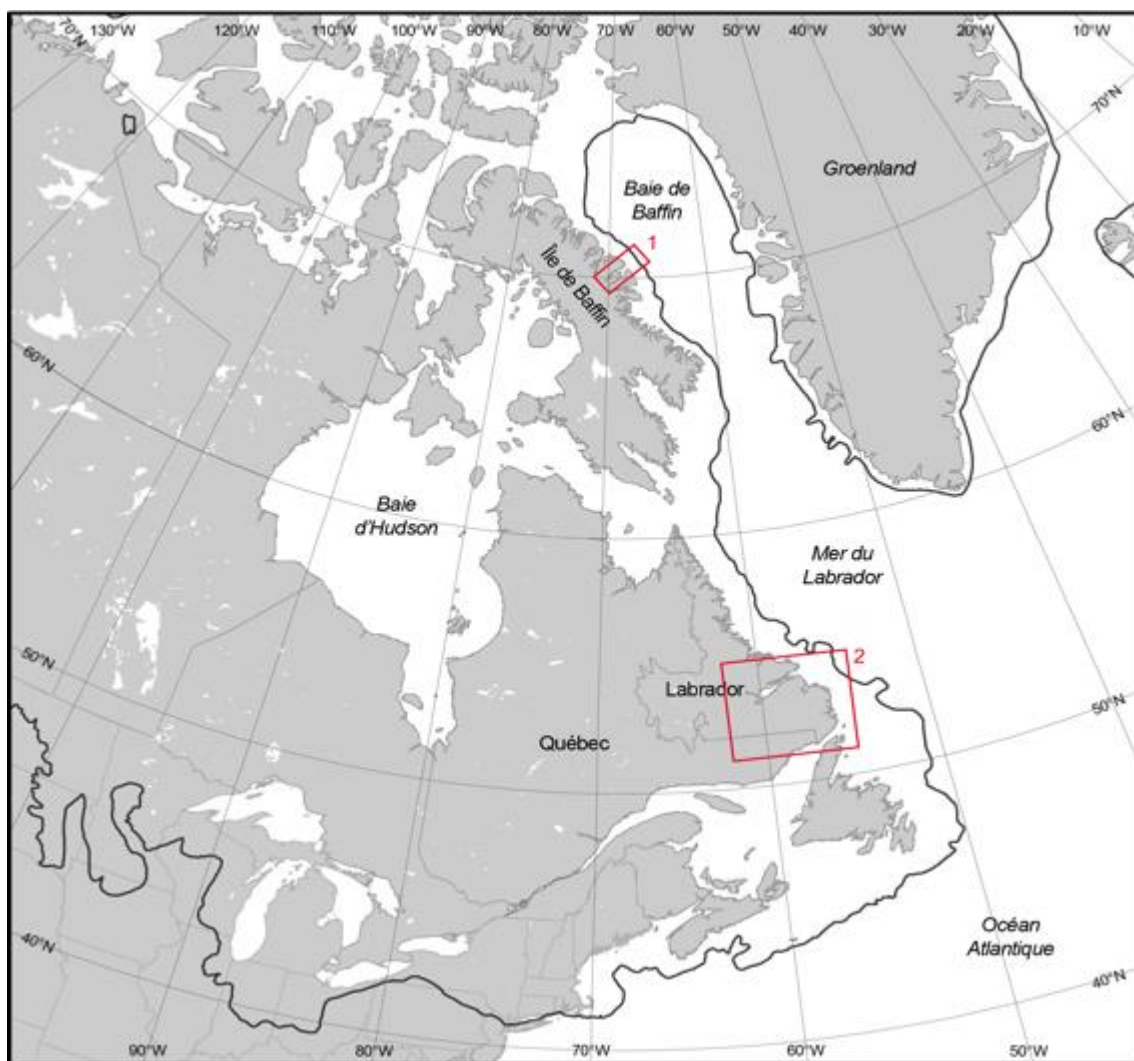 70°N
130°W
120°W
110°W
100°W
90°W
80°W
70°W
60°W
50°W
40°W
30°W
20°W
10°W
70°N
Groenland
Baie de
Baffin
1
Île de Baffin
60°N
60°N
Baie
d'Hudson
Mer du
Labrador
2
50°N
Labrador
50°N
Québec
40°N
Océan
Atlantique
40°N
90°W
80°W
70°W
60°W
50°W